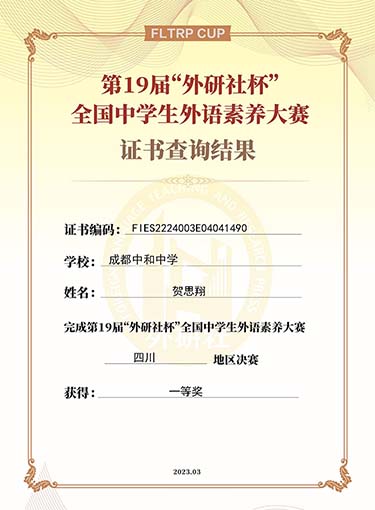 FLTRP CUP
第19届“外研社杯”
全国中学生外语素养大赛
证书查询结果
证书编码：FIES2224003E04041490
学校：成都中和中学
姓名：贺思翔
完成第19届“外研社杯”全国中学生外语素养大赛
四川 地区决赛
获得：一等奖
2023.03
外研社